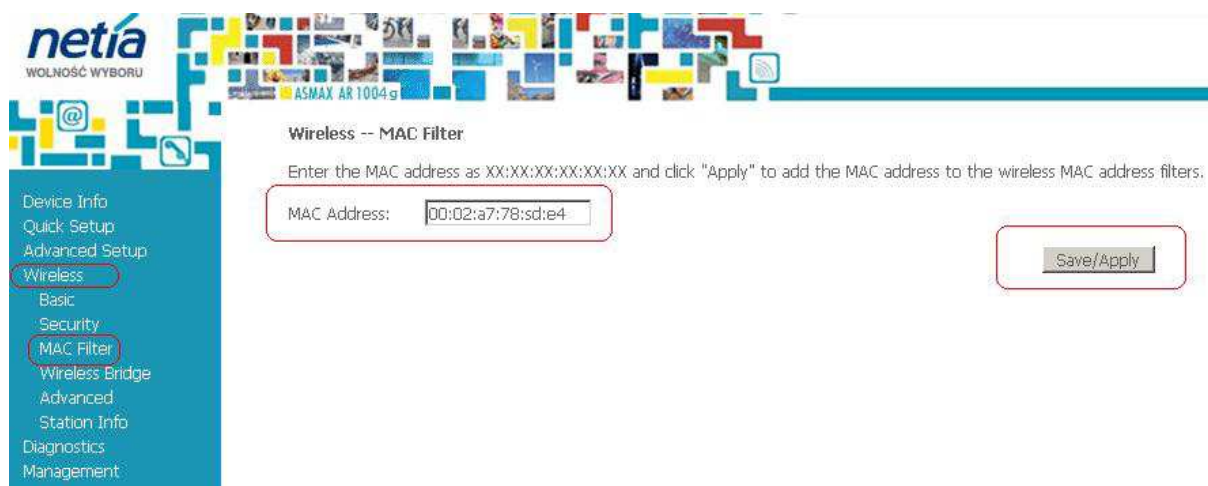 netia
WOLNOŚĆ WYBORU
ASMAX AR 1004 g
@
Wireless -- MAC Filter
Enter the MAC address as XX:XX:XX:XX:XX:XX and click "Apply" to add the MAC address to the wireless MAC address filters.
MAC Address: 00:02:a7:78:sd:e4
Save/Apply
Device Info
Quick Setup
Advanced Setup
Wireless
Basic
Security
MAC Filter
Wireless Bridge
Advanced
Station Info
Diagnostics
Management